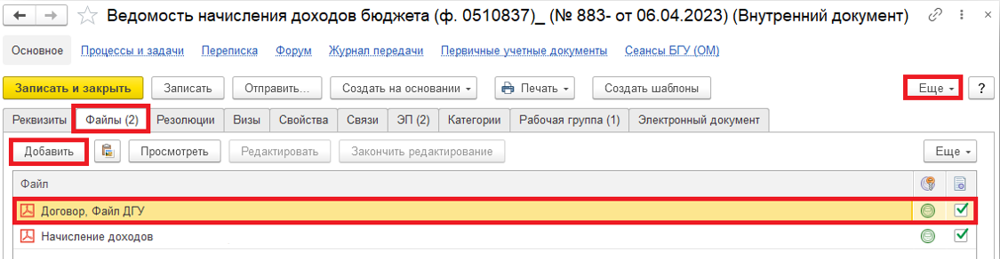 Ведомость начисления доходов бюджета (ф. 0510837)_ (№ 883- от 06.04.2023) (Внутренний документ)
Основное Процессы и задачи Переписка Форум Журнал передачи Первичные учетные документы Сеансы БГУ (ОМ)
Записать и закрыть Записать Отправить... Создать на основании Печать Создать шаблоны Еще ?
Реквизиты Файлы (2) Резолюции Визы Свойства Связи ЭП (2) Категории Рабочая группа (1) Электронный документ
Добавить Просмотреть Редактировать Закончить редактирование Еще
Файл
Договор, Файл ДГУ
Начисление доходов